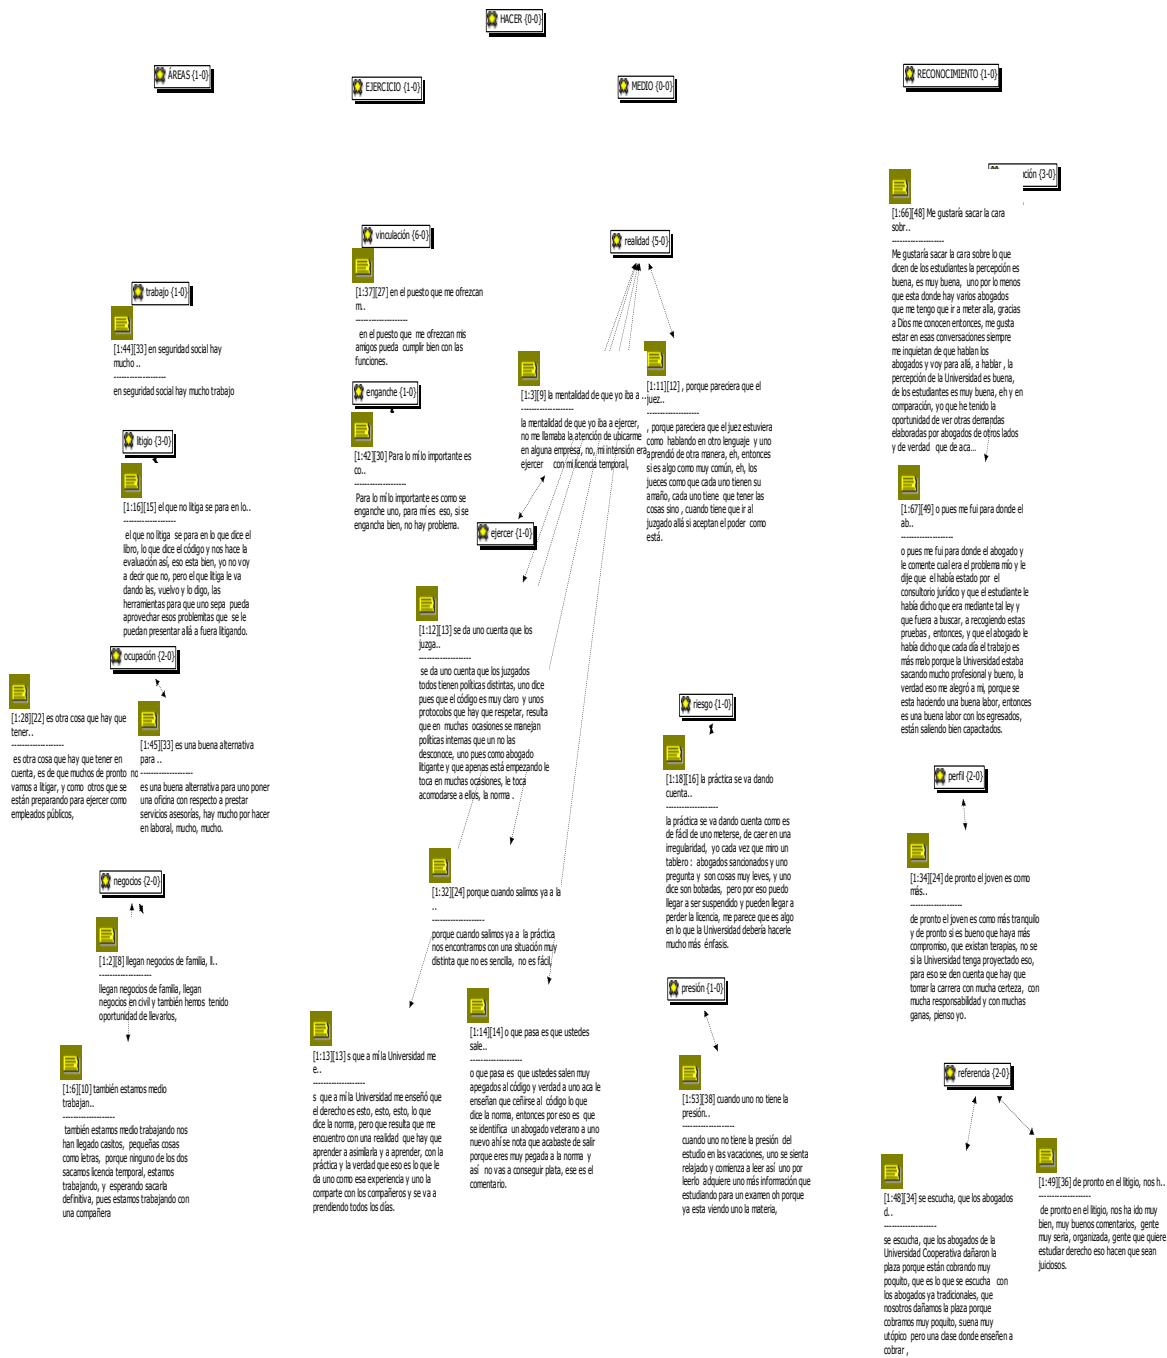 HACER {0-0}
ÁREAS {1-0}
EJERCICIO {1-0}
MEDIO {0-0}
RECONOCIMIENTO {1-0}
trabajo {1-0}
[1:44][33] en seguridad social hay
mucho ..
--------------------
en seguridad social hay mucho trabajo
litigio {3-0}
[1:16][15] el que no litiga se para en lo..
--------------------
el que no litiga se para en lo que dice el
libro, lo que dice el código y nos hace la
evaluación así, eso esta bien, yo no voy
a decir que no, pero el que litiga le va
dando las, vuelvo y lo digo, las
herramientas para que uno sepa pueda
aprovechar esos problemitas que se le
puedan presentar allá a fuera litigando.
ocupación {2-0}
[1:28][22] es otra cosa que hay que
tener..
--------------------
es otra cosa que hay que tener en
cuenta, es de que muchos de pronto no
vamos a litigar, y como otros que se
están preparando para ejercer como
empleados públicos,
[1:45][33] es una buena alternativa
para ..
--------------------
es una buena alternativa para uno poner
una oficina con respecto a prestar
servicios asesorías, hay mucho por hacer
en laboral, mucho, mucho.
negocios {2-0}
[1:2][8] llegan negocios de familia, ll..
--------------------
llegan negocios de familia, llegan
negocios en civil y también hemos tenido
oportunidad de llevarlos,
[1:6][10] también estamos medio
trabajan..
--------------------
también estamos medio trabajando nos
han llegado casitos, pequeñas cosas
como letras, porque ninguno de los dos
sacamos licencia temporal, estamos
trabajando, y esperando sacarla
definitiva, pues estamos trabajando con
una compañera
vinculación {6-0}
[1:37][27] en el puesto que me ofrezcan
m..
--------------------
en el puesto que me ofrezcan mis
amigos pueda cumplir bien con las
funciones.
enganche {1-0}
[1:42][30] Para lo mí lo importante es
co..
--------------------
Para lo mí lo importante es como se
enganche uno, para mí es eso, si se
engancha bien, no hay problema.
realidad {5-0}
[1:3][9] la mentalidad de que yo iba a ..
--------------------
la mentalidad de que yo iba a ejercer,
no me llamaba la atención de ubicarme
en alguna empresa, no, mi intensión era
ejercer con mi licencia temporal,
ejercer {1-0}
[1:11][12] , porque pareciera que el
juez..
--------------------
, porque pareciera que el juez estuviera
como hablando en otro lenguaje y uno
aprendió de otra manera, eh, entonces
si es algo como muy común, eh, los
jueces como que cada uno tienen su
amaño, cada uno tiene que tener las
cosas sino , cuando tiene que ir al
juzgado allá si aceptan el poder como
está.
[1:12][13] se da uno cuenta que los
juzga..
--------------------
se da uno cuenta que los juzgados
todos tienen políticas distintas, uno dice
pues que el código es muy claro y unos
protocolos que hay que respetar, resulta
que en muchas ocasiones se manejan
políticas internas que un no las
desconoce, uno pues como abogado
litigante y que apenas está empezando le
toca en muchas ocasiones, le toca
acomodarse a ellos, la norma .
[1:32][24] porque cuando salimos ya a la
..
--------------------
porque cuando salimos ya a la práctica
nos encontramos con una situación muy
distinta que no es sencilla, no es fácil,
[1:13][13] s que a mí la Universidad me
e..
--------------------
s que a mí la Universidad me enseñó que
el derecho es esto, esto, esto, lo que
dice la norma, pero que resulta que me
encuentro con una realidad que hay que
aprender a asimilarla y a aprender, con la
práctica y la verdad que eso es lo que le
da uno como esa experiencia y uno la
comparte con los compañeros y se va a
prendiendo todos los días.
[1:14][14] o que pasa es que ustedes
sale..
--------------------
o que pasa es que ustedes salen muy
apegados al código y verdad a uno aca le
enseñan que ceñirse al código lo que
dice la norma, entonces por eso es que
se identifica un abogado veterano a uno
nuevo ahí se nota que acabaste de salir
porque eres muy pegada a la norma y
así no vas a conseguir plata, ese es el
comentario.
riesgo {1-0}
[1:18][16] la práctica se va dando
cuenta..
--------------------
la práctica se va dando cuenta como es
de fácil de uno meterse, de caer en una
irregularidad, yo cada vez que miro un
tablero : abogados sancionados y uno
pregunta y son cosas muy leves, y uno
dice son bobadas, pero por eso puedo
llegar a ser suspendido y pueden llegar a
perder la licencia, me parece que es algo
en lo que la Universidad debería hacerle
mucho más énfasis.
presión {1-0}
[1:53][38] cuando uno no tiene la
presión..
--------------------
cuando uno no tiene la presión del
estudio en las vacaciones, uno se sienta
relajado y comienza a leer así uno por
leerlo adquiere uno más información que
estudiando para un examen oh porque
ya esta viendo uno la materia,
ción {3-0}
[1:66][48] Me gustaría sacar la cara
sobr..
--------------------
Me gustaría sacar la cara sobre lo que
dicen de los estudiantes la percepción es
buena, es muy buena, uno por lo menos
que esta donde hay varios abogados
que me tengo que ir a meter alla, gracias
a Dios me conocen entonces, me gusta
estar en esas conversaciones siempre
me inquietan de que hablan los
abogados y voy para allá, a hablar , la
percepción de la Universidad es buena,
de los estudiantes es muy buena, eh y en
comparación, yo que he tenido la
oportunidad de ver otras demandas
elaboradas por abogados de otros lados
y de verdad que de aca...
[1:67][49] o pues me fui para donde el
ab..
--------------------
o pues me fui para donde el abogado y
le comente cual era el problema mío y le
dije que el había estado por el
consultorio jurídico y que el estudiante le
había dicho que era mediante tal ley y
que fuera a buscar, a recogiendo estas
pruebas , entonces, y que el abogado le
había dicho que cada día el trabajo es
más malo porque la Universidad estaba
sacando mucho profesional y bueno, la
verdad eso me alegró a mi, porque se
esta haciendo una buena labor, entonces
es una buena labor con los egresados,
están saliendo bien capacitados.
perfil {2-0}
[1:34][24] de pronto el joven es como
más..
--------------------
de pronto el joven es como más tranquilo
y de pronto si es bueno que haya más
compromiso, que existan terapias, no se
si la Universidad tenga proyectado eso,
para eso se den cuenta que hay que
tomar la carrera con mucha certeza, con
mucha responsabilidad y con muchas
ganas, pienso yo.
referencia {2-0}
[1:48][34] se escucha, que los abogados
d..
--------------------
se escucha, que los abogados de la
Universidad Cooperativa dañaron la
plaza porque están cobrando muy
poquito, que es lo que se escucha con
los abogados ya tradicionales, que
nosotros dañamos la plaza porque
cobramos muy poquito, suena muy
utópico pero una clase donde enseñen a
cobrar ,
[1:49][36] de pronto en el litigio, nos h..
--------------------
de pronto en el litigio, nos ha ido muy
bien, muy buenos comentarios, gente
muy seria, organizada, gente que quiere
estudiar derecho eso hacen que sean
juiciosos.